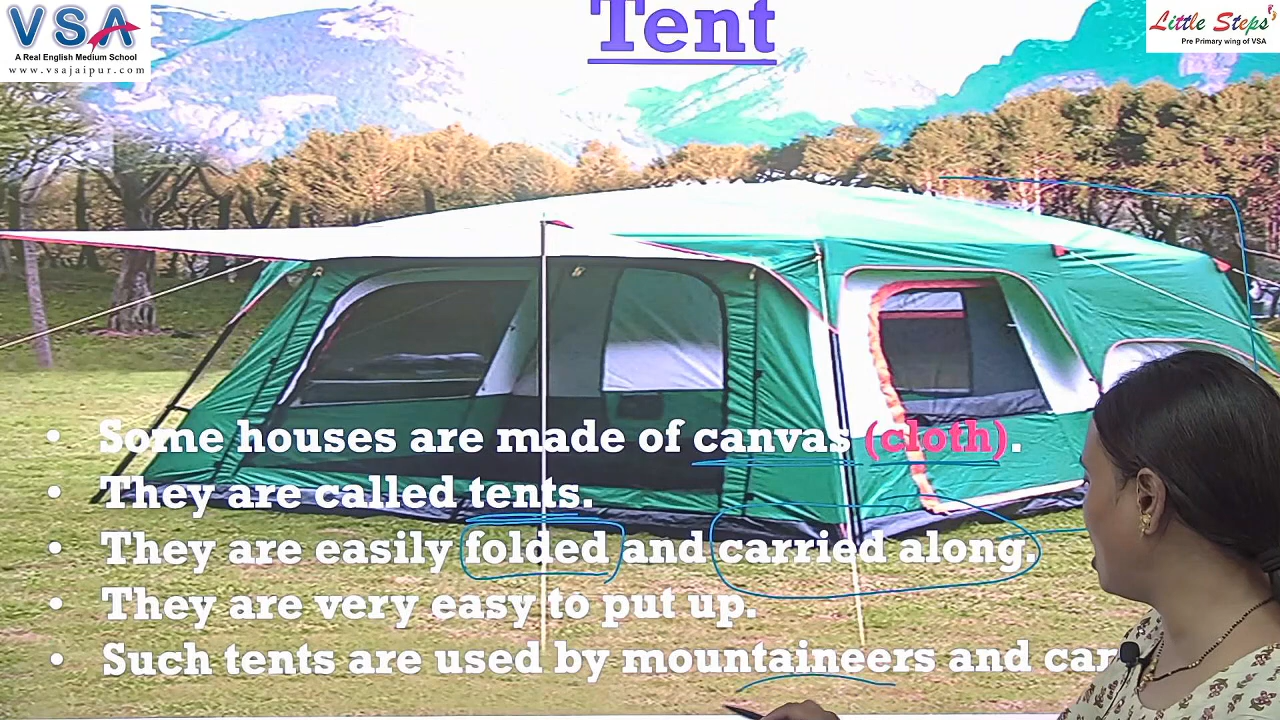 VSA
A Real English Medium School
www.vsajaipur.com
Tent
Little Steps
Pre Primary wing of VSA
• Some houses are made of canvas (cloth).
• They are called tents.
• They are easily folded and carried along.
• They are very easy to put up.
• Such tents are used by mountaineers and